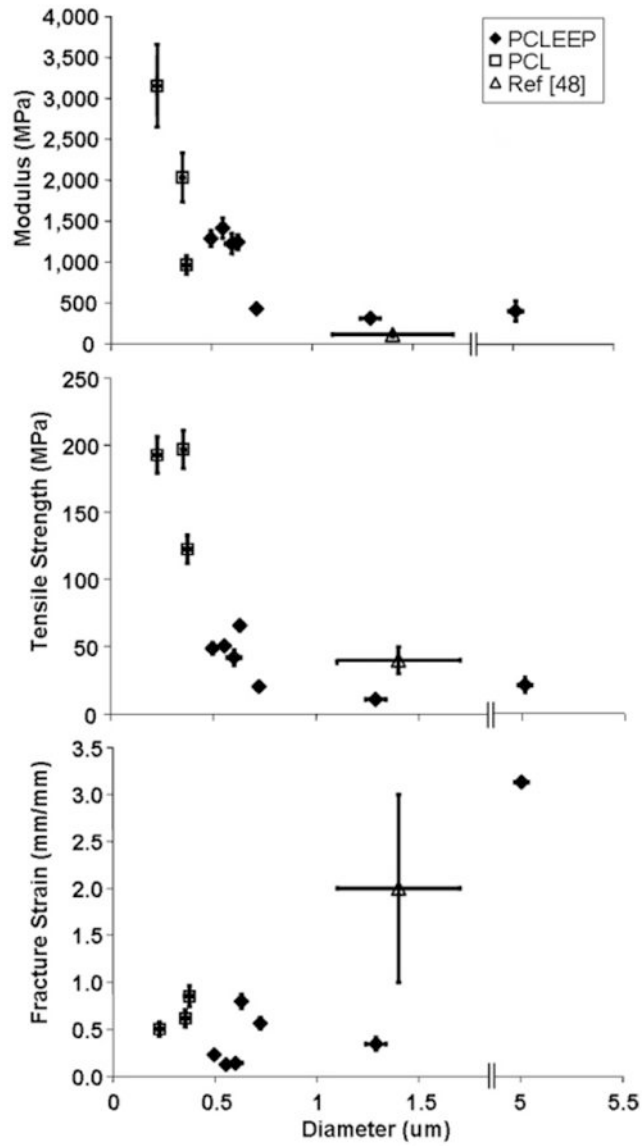 4,000
3,500
3,000
2,500
2,000
1,500
1,000
500
0
Modulus (MPa)
PCLEEP
PCL
Ref [48]
250
200
150
100
50
0
Tensile Strength (MPa)
3.5
3.0
2.5
2.0
1.5
1.0
0.5
0.0
Fracture Strain (mm/mm)
0 0.5 1 1.5 5 5.5
Diameter (um)